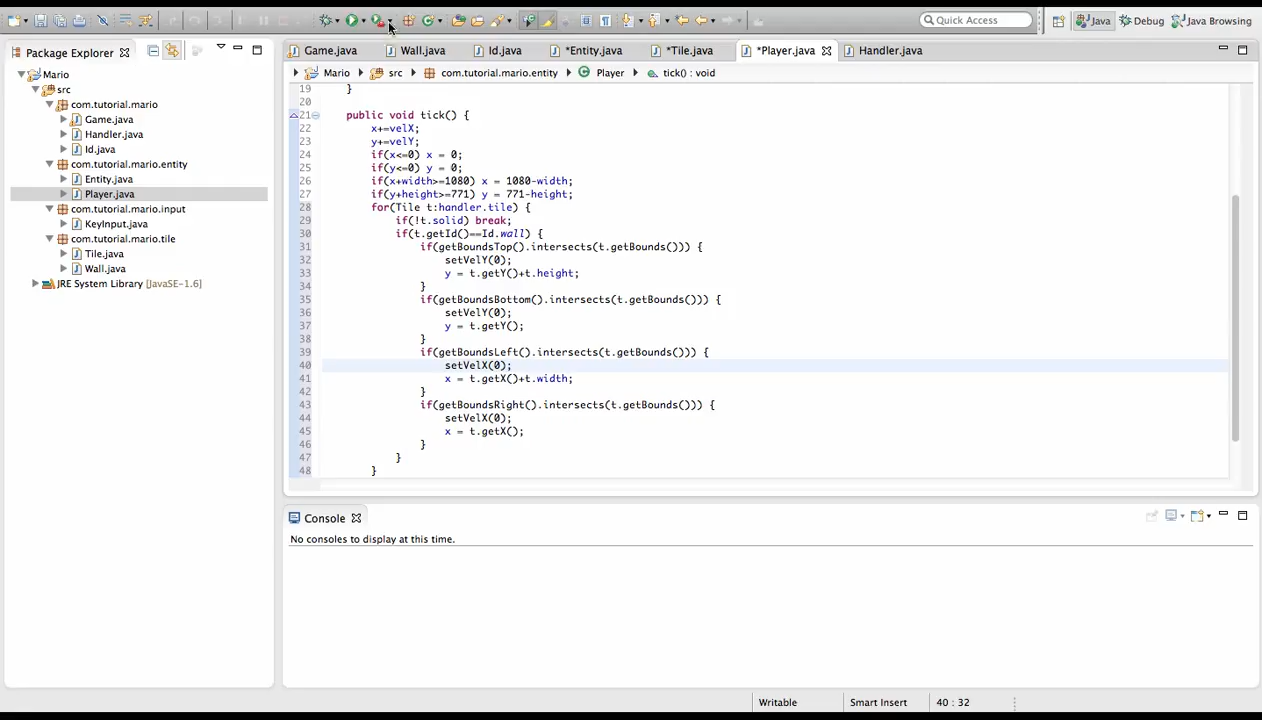 Quick Access
Java
Debug
Java Browsing
Package Explorer
Game.java
Wall.java
Id.java
*Entity.java
*Tile.java
*Player.java
Handler.java
Mario
src
com.tutorial.mario.entity
Player
tick() : void
Mario
src
com.tutorial.mario
Game.java
Handler.java
Id.java
com.tutorial.mario.entity
Entity.java
Player.java
com.tutorial.mario.input
KeyInput.java
com.tutorial.mario.tile
Tile.java
Wall.java
JRE System Library [JavaSE-1.6]
19 }
20
21 public void tick() {
22 x+=velX;
23 y+=velY;
24 if(x<=0) x = 0;
25 if(y<=0) y = 0;
26 if(x+width>=1080) x = 1080-width;
27 if(y+height>=771) y = 771-height;
28 for(Tile t:handler.tile) {
29 if(!t.solid) break;
30 if(t.getId()==Id.wall) {
31 if(getBoundsTop().intersects(t.getBounds())) {
32 setVelY(0);
33 y = t.getY()+t.height;
34 }
35 if(getBoundsBottom().intersects(t.getBounds())) {
36 setVelY(0);
37 y = t.getY();
38 }
39 if(getBoundsLeft().intersects(t.getBounds())) {
40 setVelX(0);
41 x = t.getX()+t.width;
42 }
43 if(getBoundsRight().intersects(t.getBounds())) {
44 setVelX(0);
45 x = t.getX();
46 }
47 }
48 }
Console
No consoles to display at this time.
Writable
Smart Insert
40 : 32